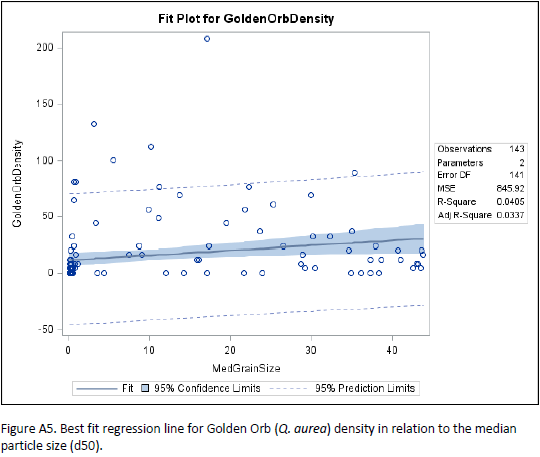 Fit Plot for GoldenOrbDensity
200
150
100
50
0
-50
GoldenOrbDensity
0 10 20 30 40
MedGrainSize
Observations 143
Parameters 2
Error DF 141
MSE 845.92
R-Square 0.0405
Adj R-Square 0.0337
Fit 95% Confidence Limits 95% Prediction Limits
Figure A5. Best fit regression line for Golden Orb (Q. aurea) density in relation to the median
particle size (d50).